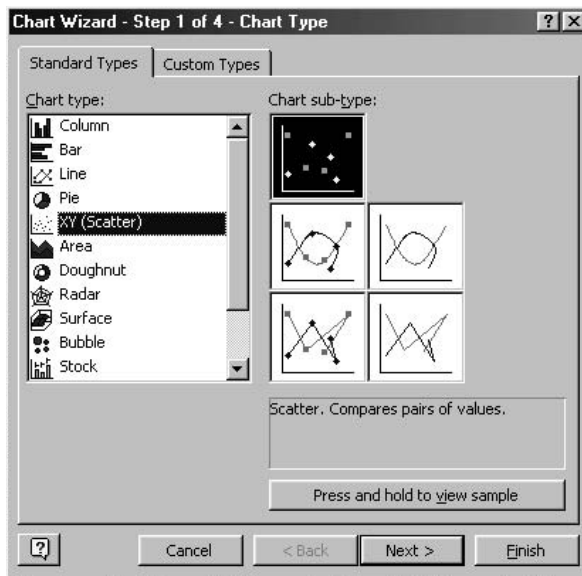 Chart Wizard - Step 1 of 4 - Chart Type
Standard Types Custom Types
Chart type:
Column
Bar
Line
Pie
XY (Scatter)
Area
Doughnut
Radar
Surface
Bubble
Stock
Chart sub-type:
Scatter. Compares pairs of values.
Press and hold to view sample
Cancel < Back Next > Finish